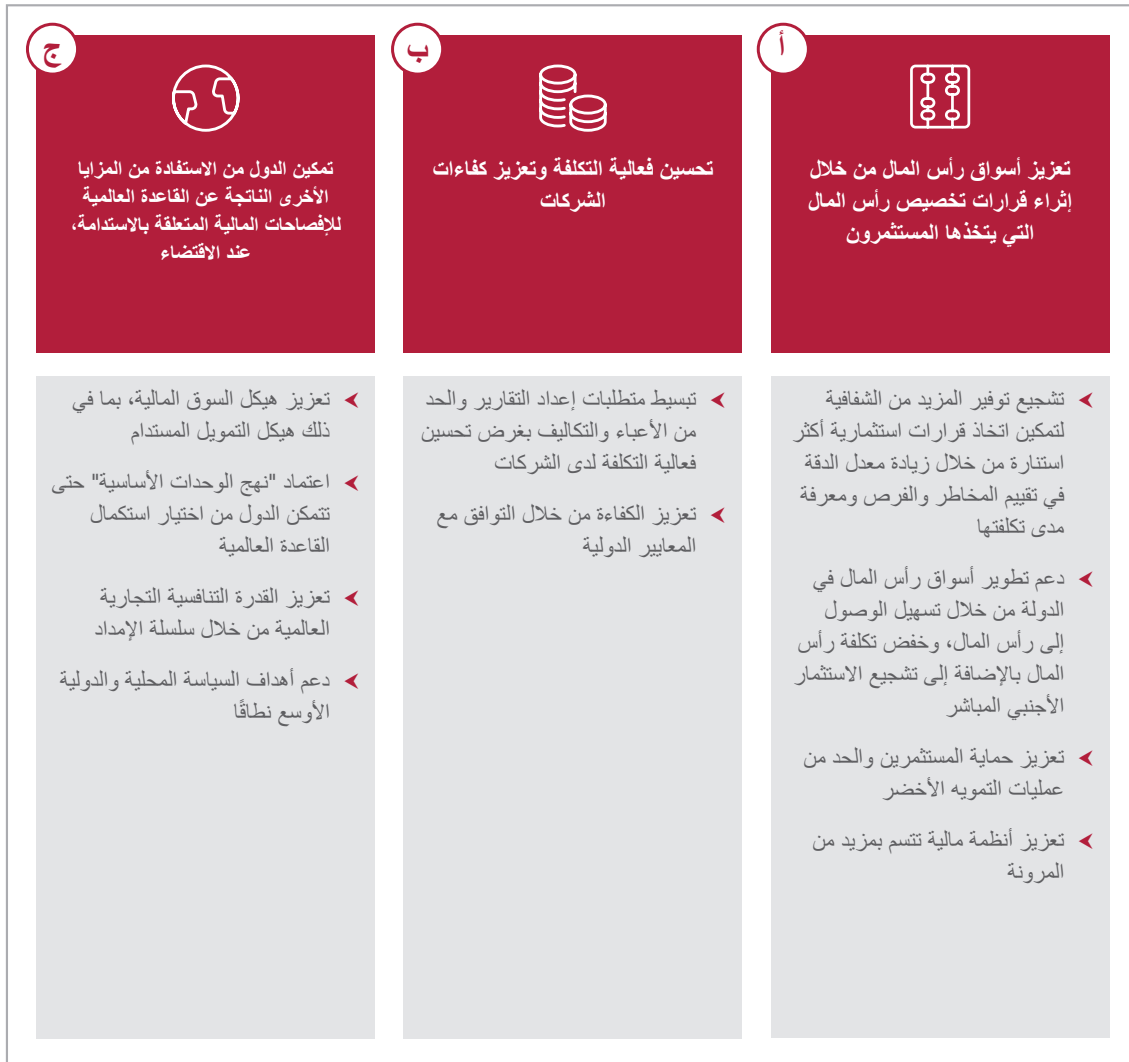 أ
تعزيز أسواق رأس المال من خلال
إثراء قرارات تخصيص رأس المال
التي يتخذها المستثمرون
تشجيع توفير المزيد من الشفافية
لتمكين اتخاذ قرارات استثمارية أكثر
استنارة من خلال زيادة معدل الدقة
في تقييم المخاطر والفرص ومعرفة
مدى تكلفتها
دعم تطوير أسواق رأس المال في
الدولة من خلال تسهيل الوصول
إلى رأس المال، وخفض تكلفة رأس
المال بالإضافة إلى تشجيع الاستثمار
الأجنبي المباشر
تعزيز حماية المستثمرين والحد من
عمليات التمويه الأخضر
تعزيز أنظمة مالية تتسم بمزيد من
المرونة
ب
تحسين فعالية التكلفة وتعزيز كفاءات
الشركات
تبسيط متطلبات إعداد التقارير والحد
من الأعباء والتكاليف بغرض تحسين
فعالية التكلفة لدى الشركات
تعزيز الكفاءة من خلال التوافق مع
المعايير الدولية
ج
تمكين الدول من الاستفادة من المزايا
الأخرى الناتجة عن القاعدة العالمية
للإفصاحات المالية المتعلقة بالاستدامة،
عند الاقتضاء
تعزيز هيكل السوق المالية، بما في
ذلك هيكل التمويل المستدام
اعتماد "نهج الوحدات الأساسية" حتى
تتمكن الدول من اختيار استكمال
القاعدة العالمية
تعزيز القدرة التنافسية التجارية
العالمية من خلال سلسلة الإمداد
دعم أهداف السياسة المحلية والدولية
الأوسع نطاقًا